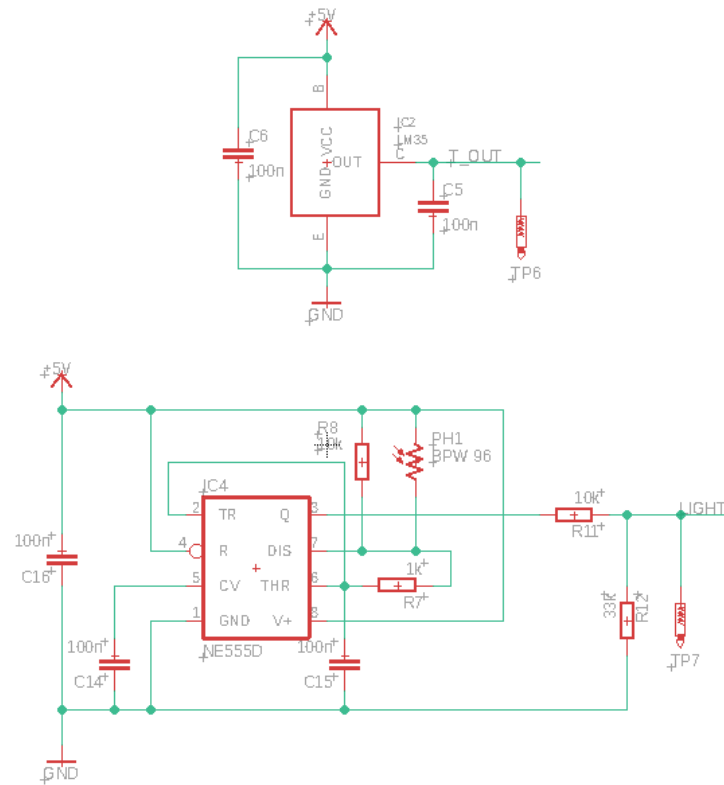 +5V
C6
100n
B
GND
+VCC
OUT
IC2
LM35
C
T_OUT
C5
100n
E
TP6
GND
+5V
R8
10k
PH1
BPW 96
IC4
2
TR
Q
3
10k
R11
LIGHT
4
R
DIS
7
5
CV
THR
6
1k
R7
1
GND
V+
8
NE555D
100n
C16
100n
C14
100n
C15
33k
R12
TP7
GND